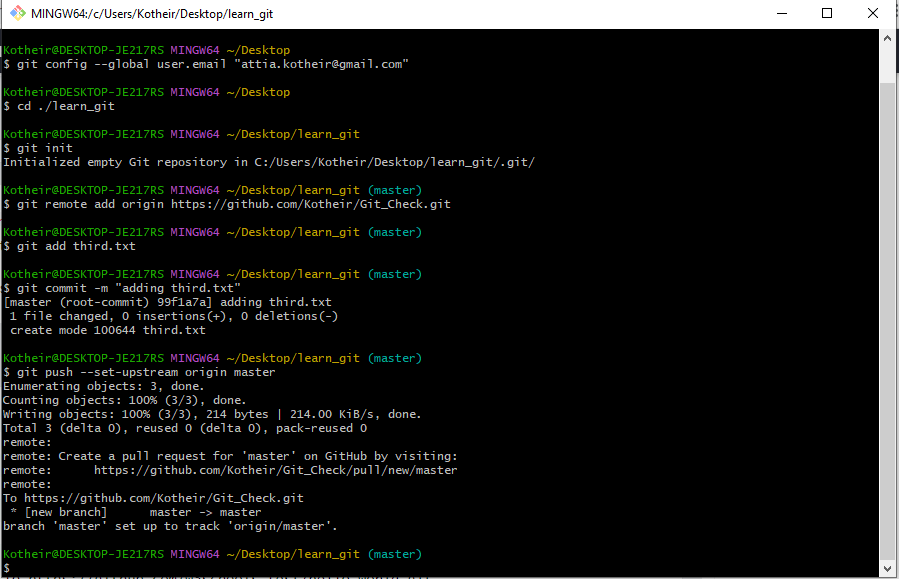 MINGW64:/c/Users/Kotheir/Desktop/learn_git
Kotheir@DESKTOP-JE217RS MINGW64 ~/Desktop
$ git config --global user.email "attia.kotheir@gmail.com"
Kotheir@DESKTOP-JE217RS MINGW64 ~/Desktop
$ cd ./learn_git
Kotheir@DESKTOP-JE217RS MINGW64 ~/Desktop/learn_git
$ git init
Initialized empty Git repository in C:/Users/Kotheir/Desktop/learn_git/.git/
Kotheir@DESKTOP-JE217RS MINGW64 ~/Desktop/learn_git (master)
$ git remote add origin https://github.com/Kotheir/Git_Check.git
Kotheir@DESKTOP-JE217RS MINGW64 ~/Desktop/learn_git (master)
$ git add third.txt
Kotheir@DESKTOP-JE217RS MINGW64 ~/Desktop/learn_git (master)
$ git commit -m "adding third.txt"
[master (root-commit) 99f1a7a] adding third.txt
 1 file changed, 0 insertions(+), 0 deletions(-)
 create mode 100644 third.txt
Kotheir@DESKTOP-JE217RS MINGW64 ~/Desktop/learn_git (master)
$ git push --set-upstream origin master
Enumerating objects: 3, done.
Counting objects: 100% (3/3), done.
Writing objects: 100% (3/3), 214 bytes | 214.00 KiB/s, done.
Total 3 (delta 0), reused 0 (delta 0), pack-reused 0
remote:
remote: Create a pull request for 'master' on GitHub by visiting:
remote:      https://github.com/Kotheir/Git_Check/pull/new/master
remote:
To https://github.com/Kotheir/Git_Check.git
 * [new branch]      master -> master
branch 'master' set up to track 'origin/master'.
Kotheir@DESKTOP-JE217RS MINGW64 ~/Desktop/learn_git (master)
$